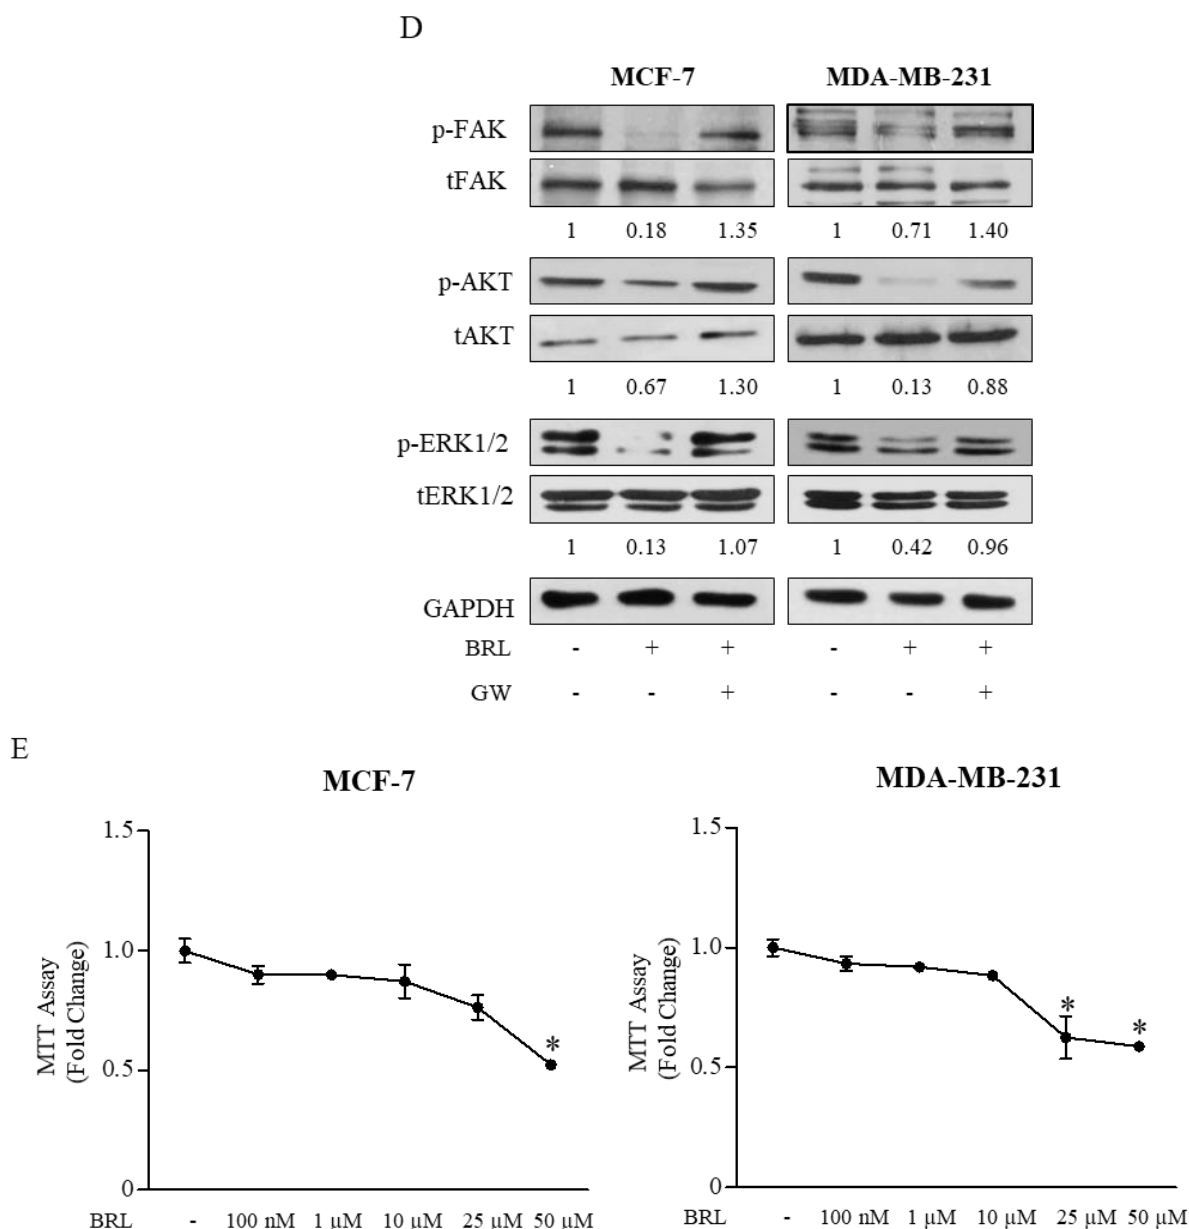 D
MCF-7 MDA-MB-231
p-FAK
tFAK
1 0.18 1.35 1 0.71 1.40
p-AKT
tAKT
1 0.67 1.30 1 0.13 0.88
p-ERK1/2
tERK1/2
1 0.13 1.07 1 0.42 0.96
GAPDH
BRL - + + - + +
GW - - + - - +
E
MCF-7
1.5
1.0
0.5
0
MTT Assay
(Fold Change)
*
BRL - 100 nM 1 µM 10 µM 25 µM 50 µM
MDA-MB-231
1.5
1.0
0.5
0
MTT Assay
(Fold Change)
* *
BRL - 100 nM 1 µM 10 µM 25 µM 50 µM